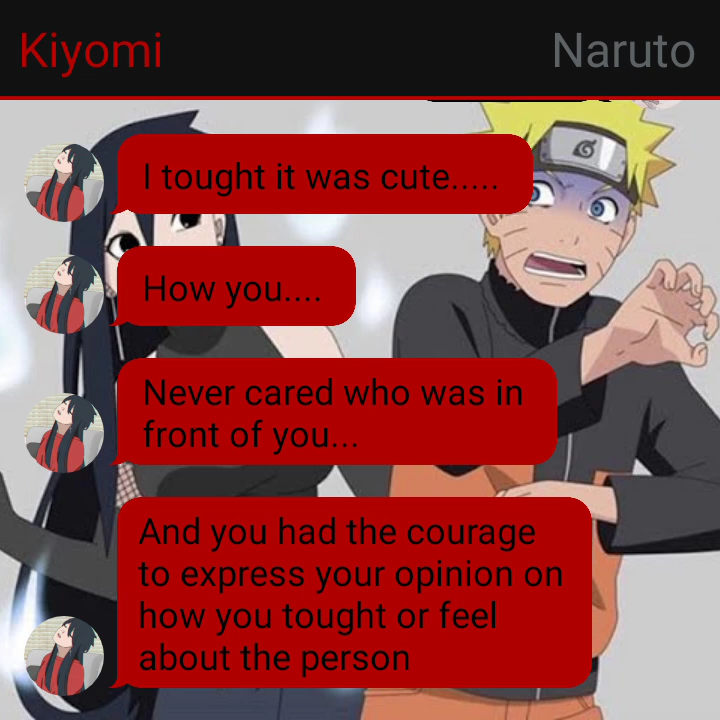 Kiyomi
Naruto
I tought it was cute.....
How you....
Never cared who was in
front of you...
And you had the courage
to express your opinion on
how you tought or feel
about the person